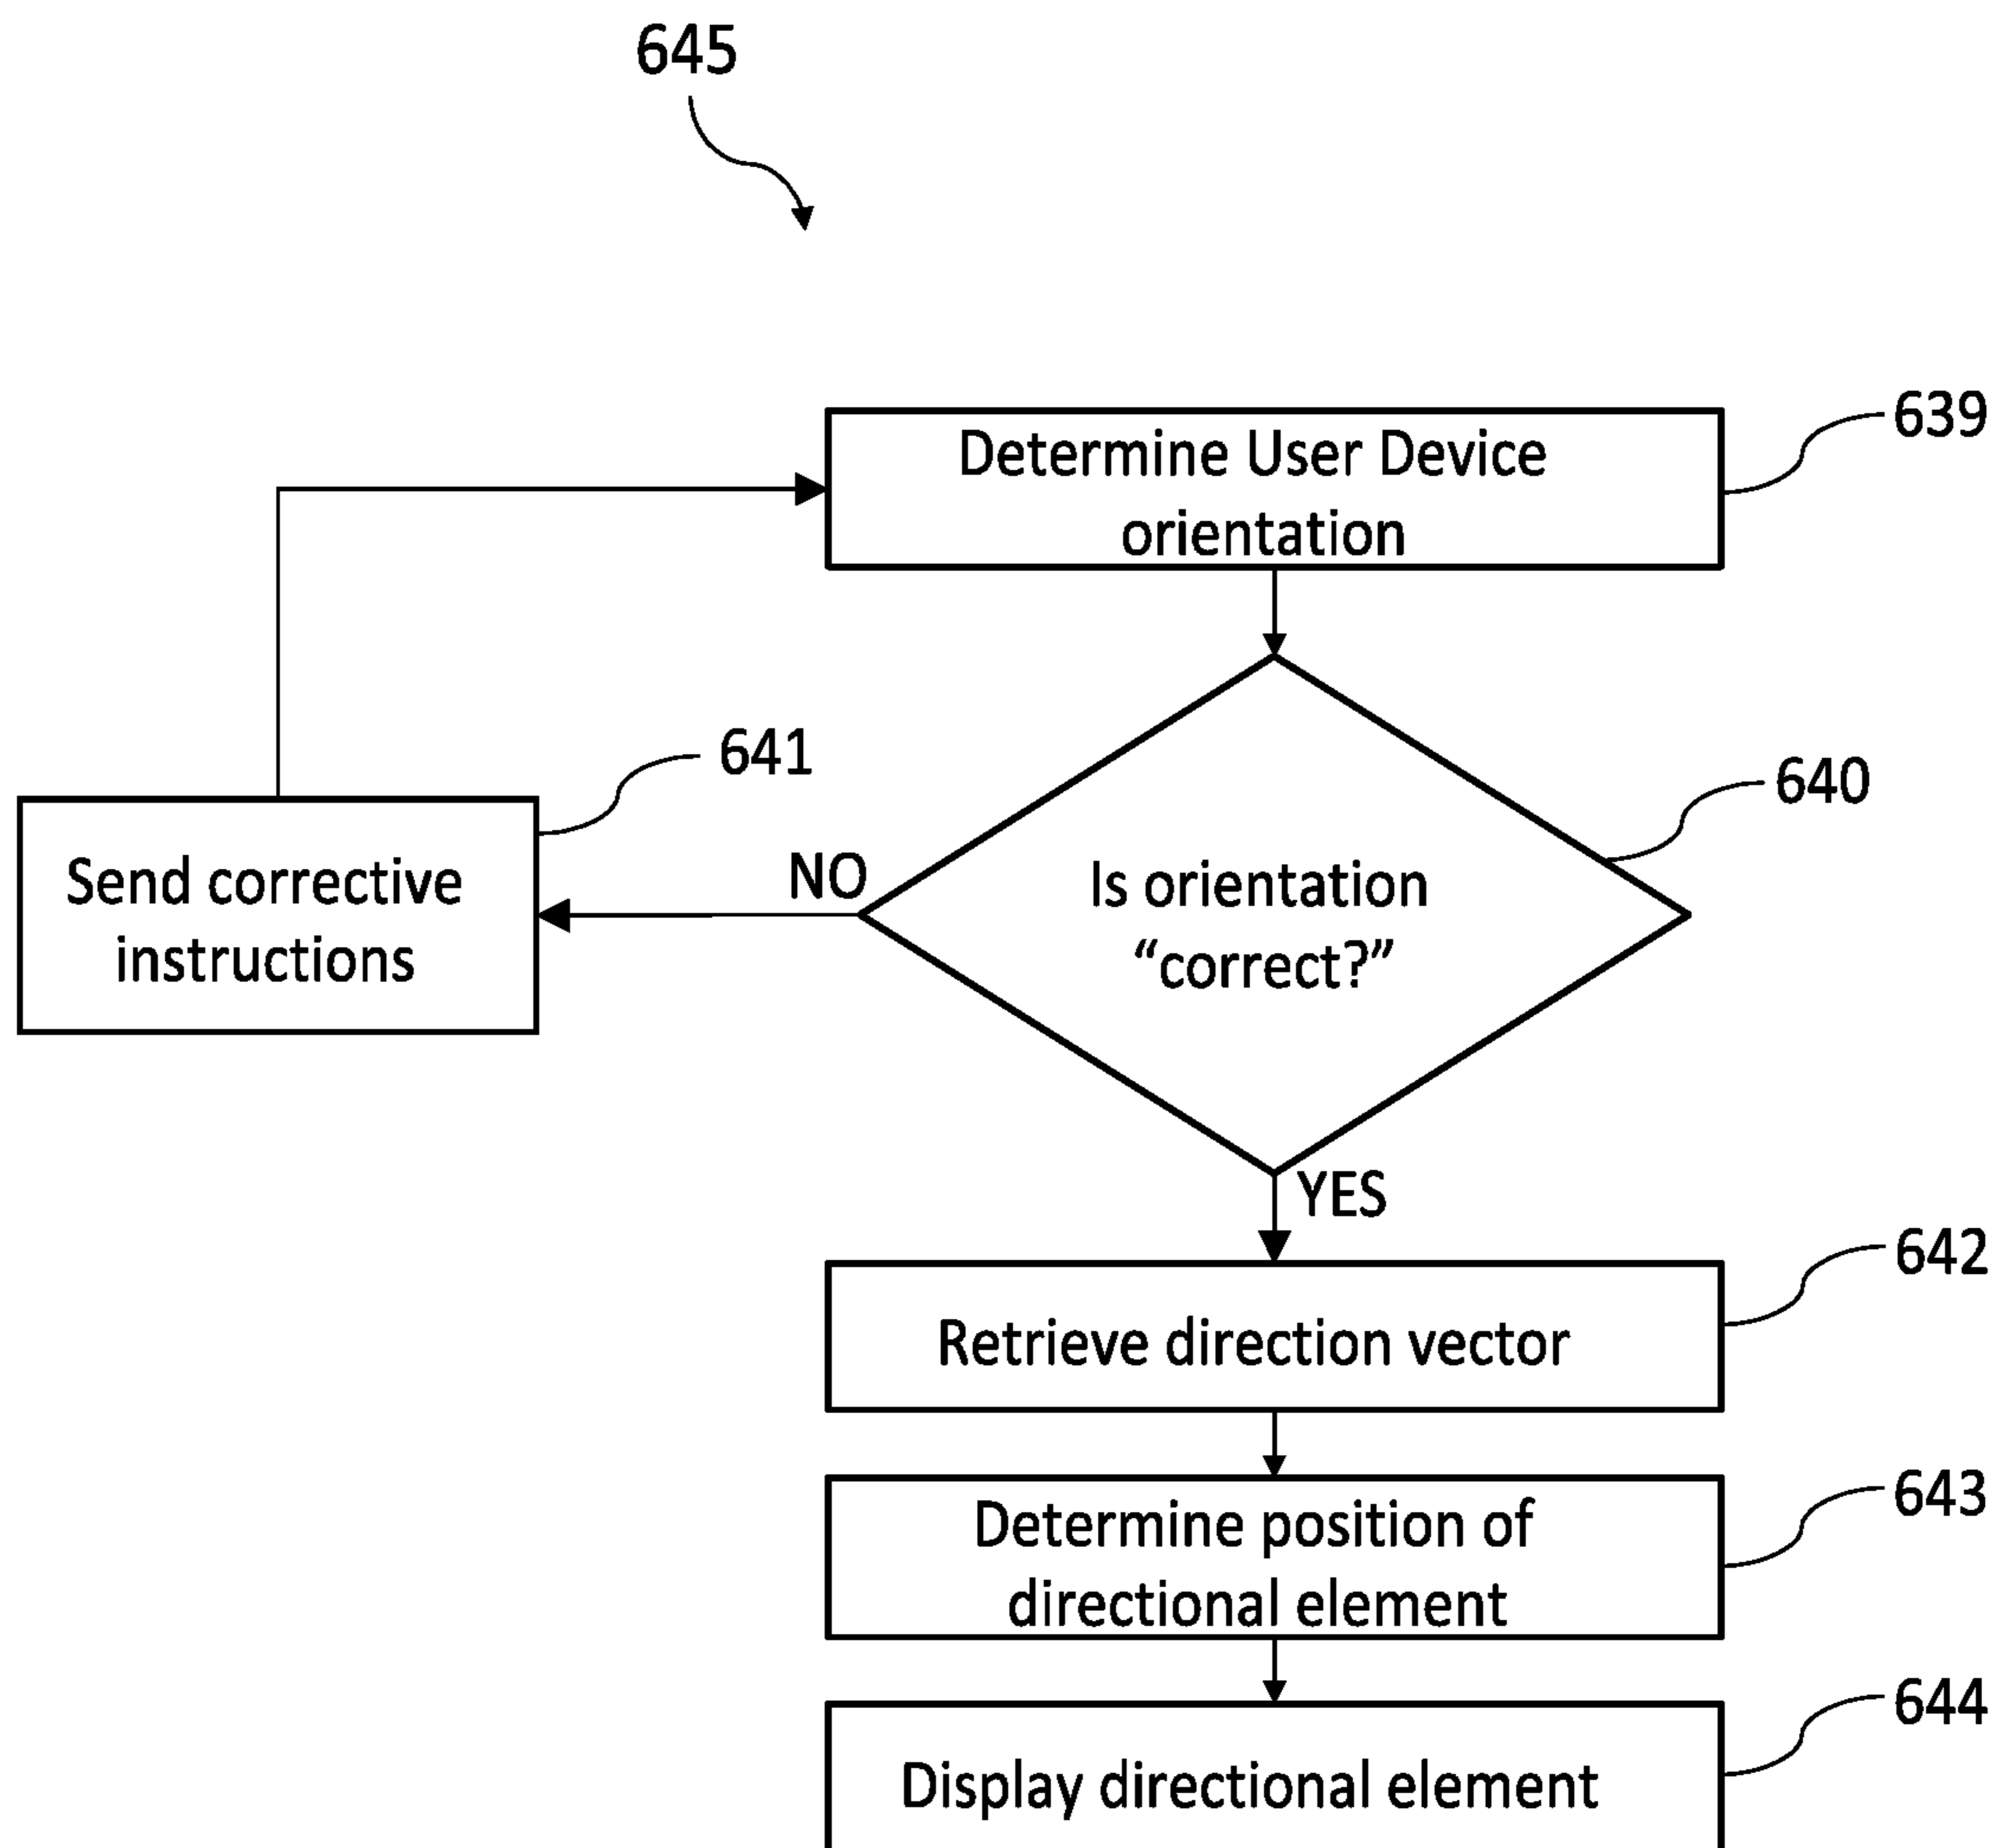 645
639
Determine User Device
orientation
641
640
Send corrective
instructions
NO
Is orientation
“correct?”
YES
642
Retrieve direction vector
643
Determine position of
directional element
644
Display directional element